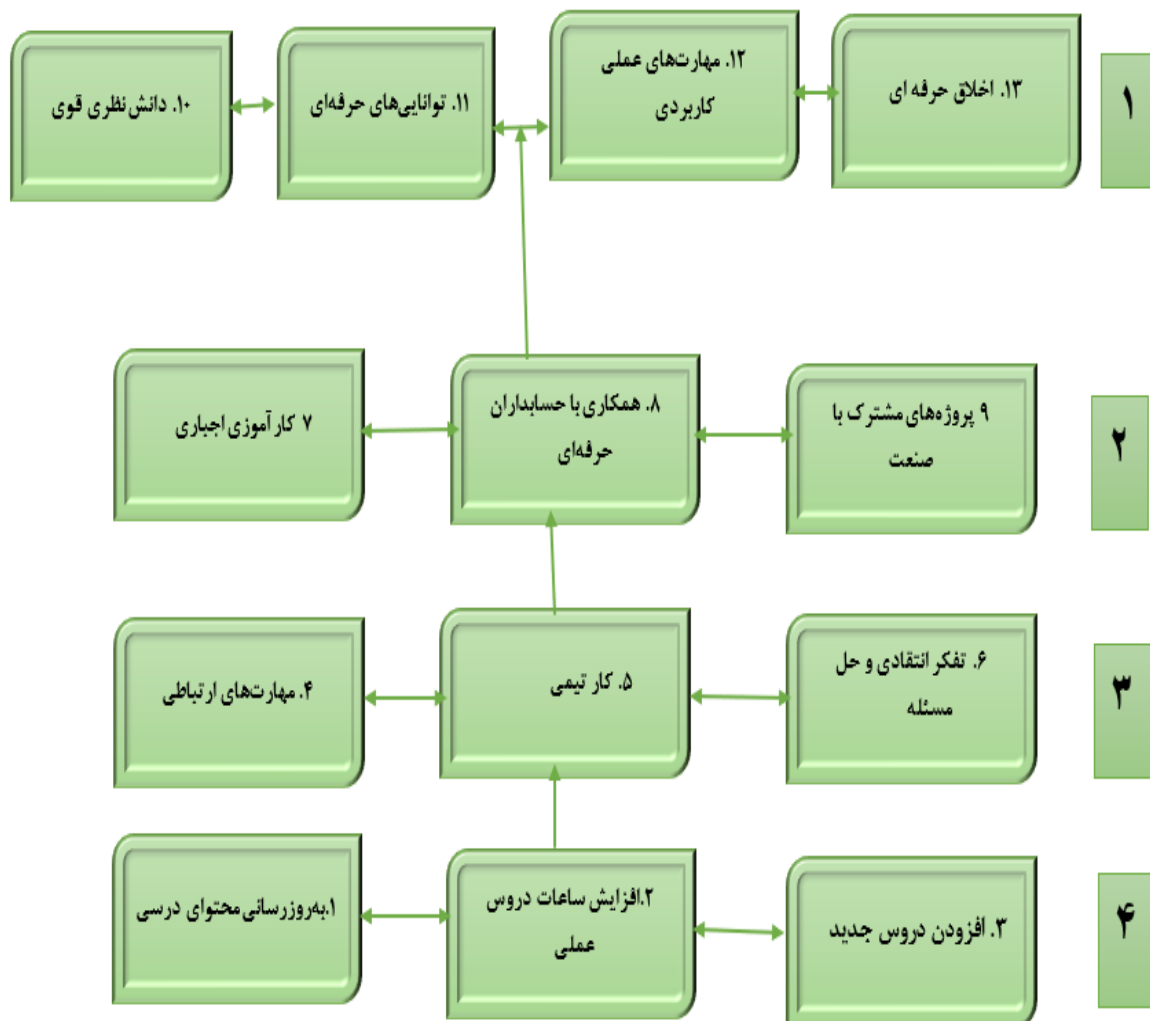 ۱
۱۳. اخلاق حرفه ای
۱۲. مهارت‌های عملی
کاربردی
۱۱. توانایی‌های حرفه‌ای
۱۰. دانش نظری قوی
۲
۹ پروژه‌های مشترک با
صنعت
۸. همکاری با حسابداران
حرفه‌ای
۷ کارآموزی اجباری
۳
۶. تفکر انتقادی و حل
مسئله
۵. کار تیمی
۴. مهارت‌های ارتباطی
۴
۳. افزودن دروس جدید
۲.افزایش ساعات دروس
عملی
۱.به‌روزرسانی محتوای درسی